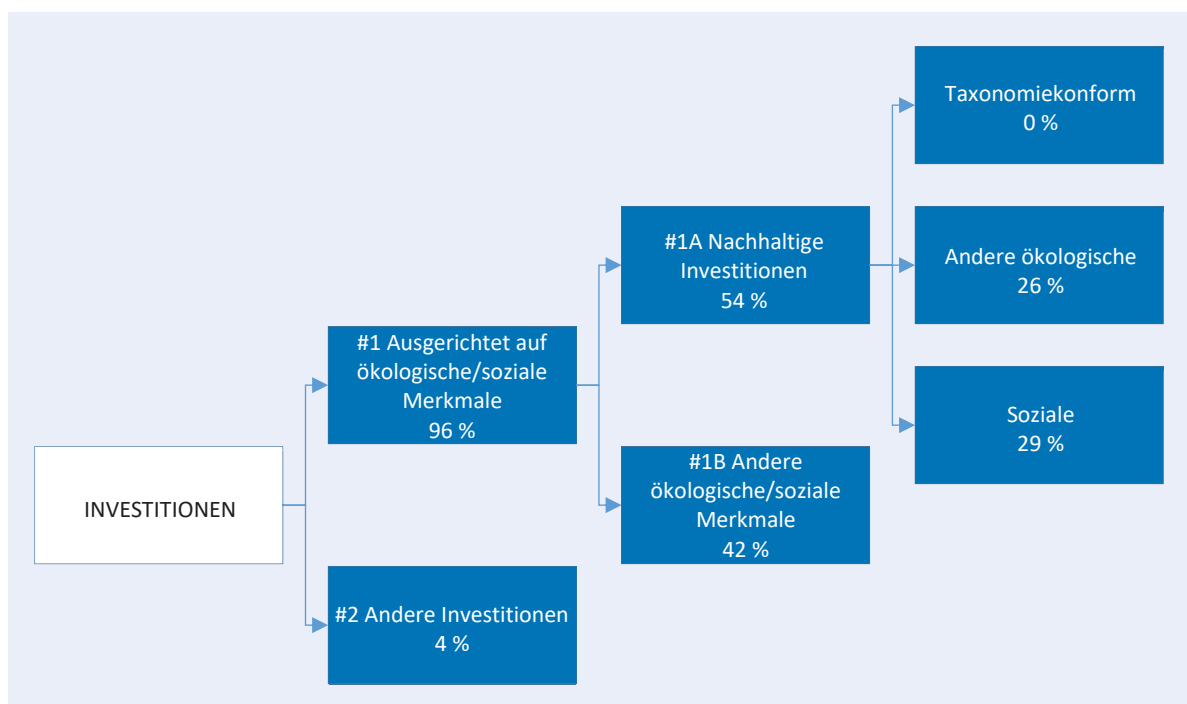 INVESTITIONEN
#1 Ausgerichtet auf
ökologische/soziale
Merkmale
96 %
#2 Andere Investitionen
4 %
#1A Nachhaltige
Investitionen
54 %
#1B Andere
ökologische/soziale
Merkmale
42 %
Taxonomiekonform
0 %
Andere ökologische
26 %
Soziale
29 %